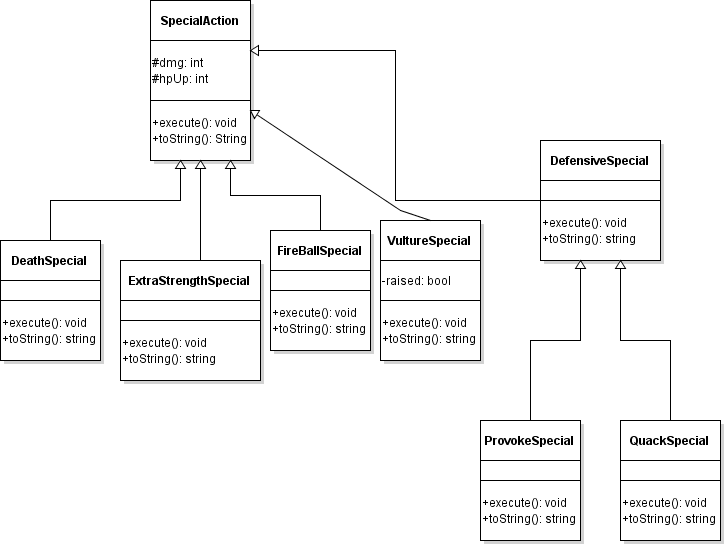 SpecialAction
#dmg: int
#hpUp: int
+execute(): void
+toString(): String
DefensiveSpecial
+execute(): void
+toString(): string
DeathSpecial
+execute(): void
+toString(): string
ExtraStrengthSpecial
+execute(): void
+toString(): string
FireBallSpecial
+execute(): void
+toString(): string
VultureSpecial
-raised: bool
+execute(): void
+toString(): string
ProvokeSpecial
+execute(): void
+toString(): string
QuackSpecial
+execute(): void
+toString(): string